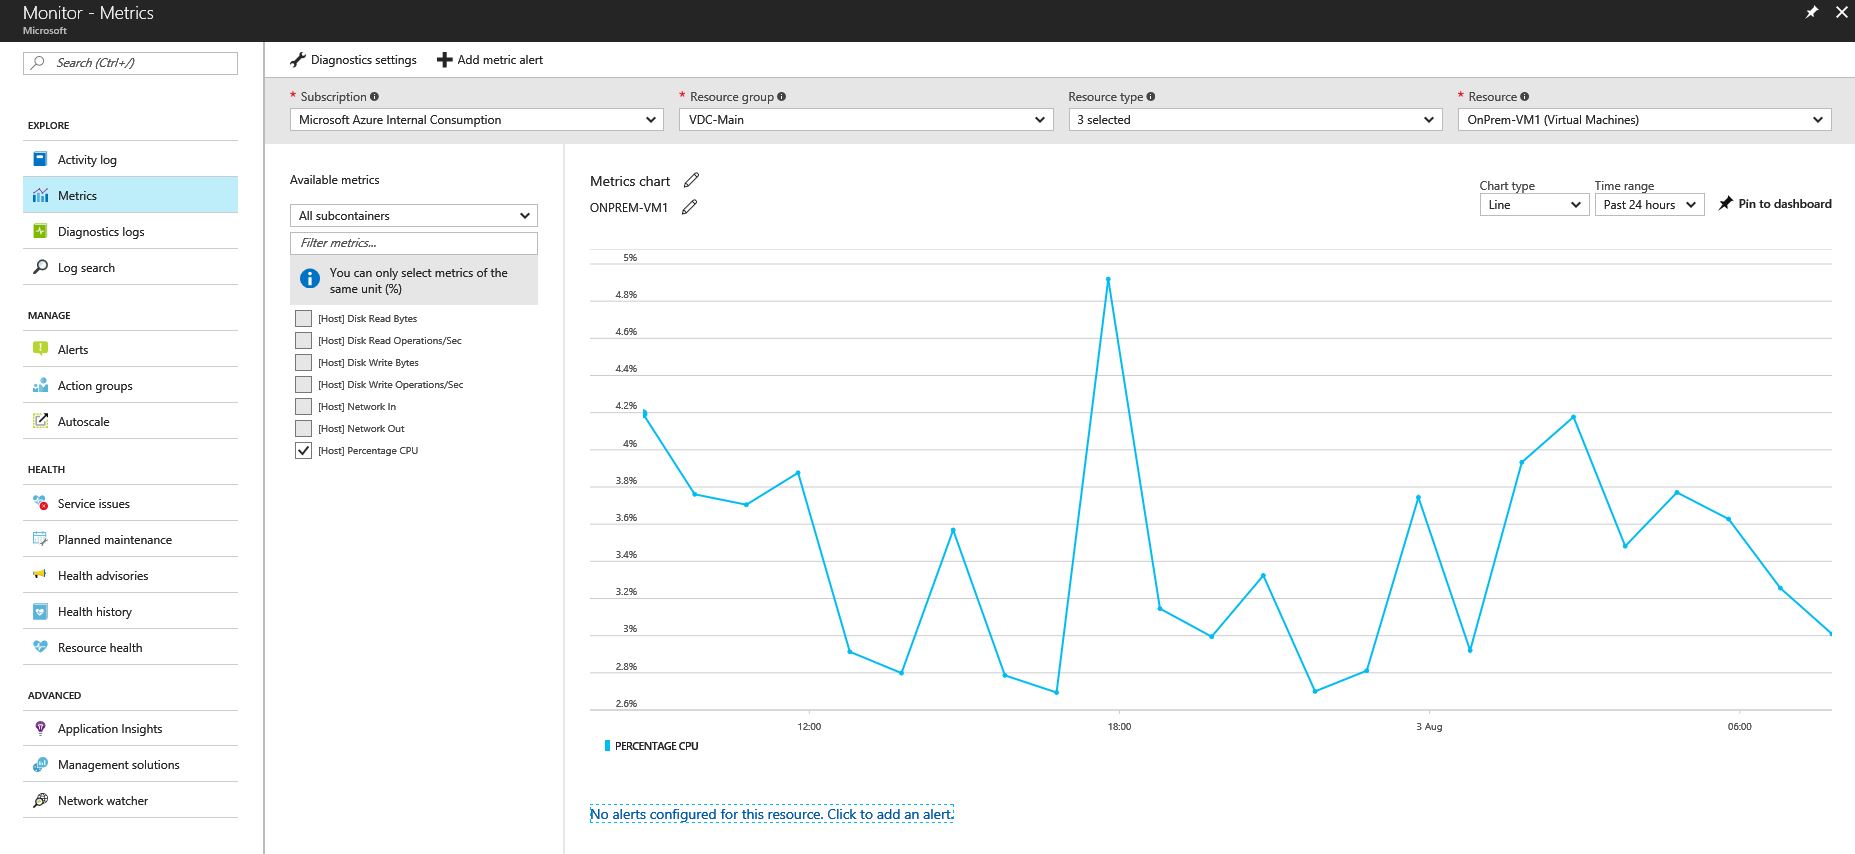 Monitor - Metrics
Microsoft
Search (Ctrl+/)
EXPLORE
Activity log
Metrics
Diagnostics logs
Log search
MANAGE
Alerts
Action groups
Autoscale
HEALTH
Service issues
Planned maintenance
Health advisories
Health history
Resource health
ADVANCED
Application Insights
Management solutions
Network watcher
Diagnostics settings
Add metric alert
* Subscription
Microsoft Azure Internal Consumption
* Resource group
VDC-Main
Resource type
3 selected
* Resource
OnPrem-VM1 (Virtual Machines)
Available metrics
All subcontainers
Filter metrics...
You can only select metrics of the
same unit (%)
[Host] Disk Read Bytes
[Host] Disk Read Operations/Sec
[Host] Disk Write Bytes
[Host] Disk Write Operations/Sec
[Host] Network In
[Host] Network Out
[Host] Percentage CPU
Metrics chart
ONPREM-VM1
Chart type
Line
Time range
Past 24 hours
Pin to dashboard
5%
4.8%
4.6%
4.4%
4.2%
4%
3.8%
3.6%
3.4%
3.2%
3%
2.8%
2.6%
12:00
18:00
3 Aug
06:00
PERCENTAGE CPU
No alerts configured for this resource. Click to add an alert.